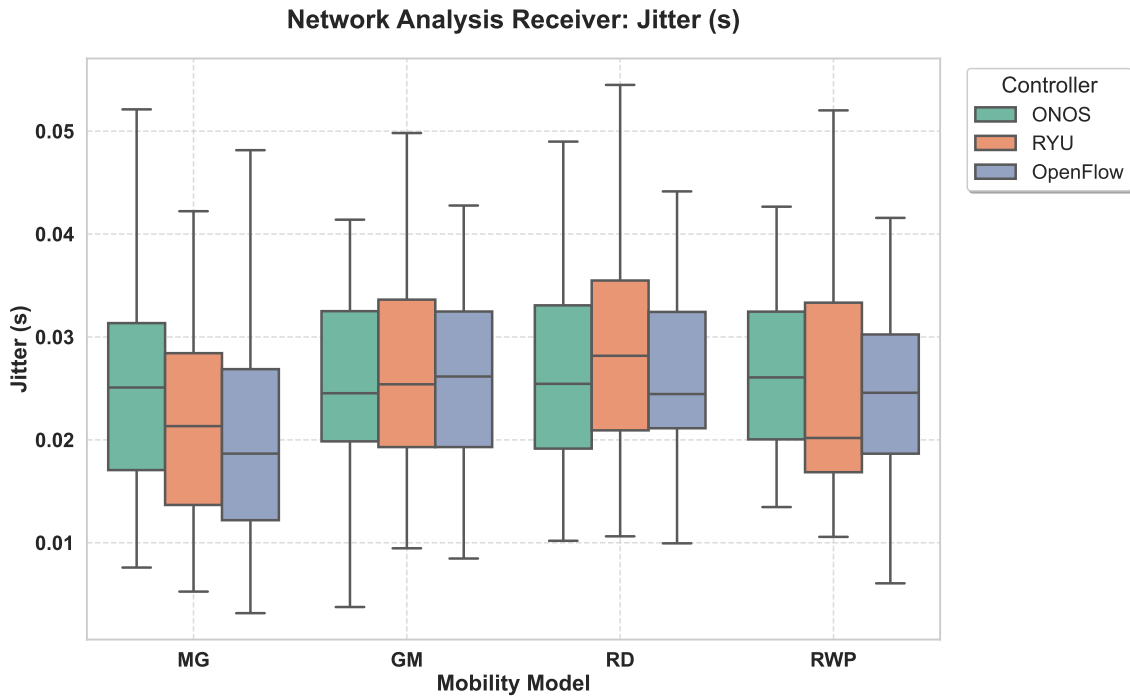 Network Analysis Receiver: Jitter (s)
Controller
ONOS
RYU
OpenFlow
Jitter (s)
0.05
0.04
0.03
0.02
0.01
MG GM RD RWP
Mobility Model